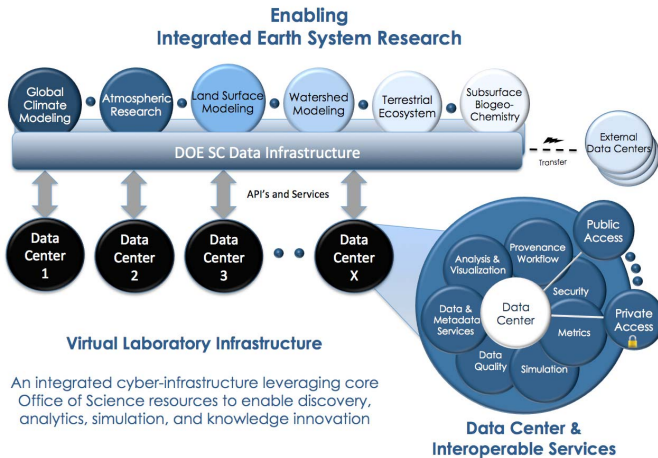 Enabling
Integrated Earth System Research
Global
Climate
Modeling
Atmospheric
Research
Land Surface
Modeling
Watershed
Modeling
Terrestrial
Ecosystem
Subsurface
Biogeo-
Chemistry
DOE SC Data Infrastructure
Transfer
External
Data Centers
API's and Services
Data
Center
1
Data
Center
2
Data
Center
3
Data
Center
X
Public
Access
Provenance
Workflow
Analysis &
Visualization
Security
Data &
Metadata
Services
Data
Center
Private
Access
Metrics
Data
Quality
Simulation
Virtual Laboratory Infrastructure
An integrated cyber-infrastructure leveraging core
Office of Science resources to enable discovery,
analytics, simulation, and knowledge innovation
Data Center &
Interoperable Services